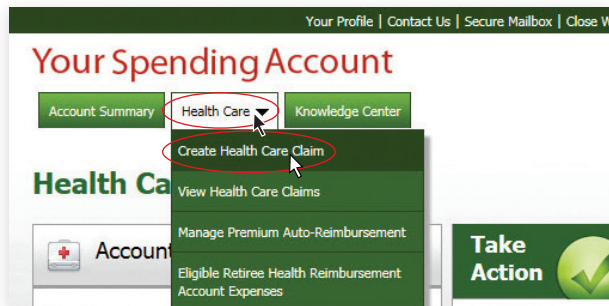 Your Profile | Contact Us | Secure Mailbox | Close W
Your Spending Account
Account Summary Health Care Knowledge Center
Create Health Care Claim
Health Ca
View Health Care Claims
Manage Premium Auto-Reimbursement
Account
Take
Action
Eligible Retiree Health Reimbursement
Account Expenses